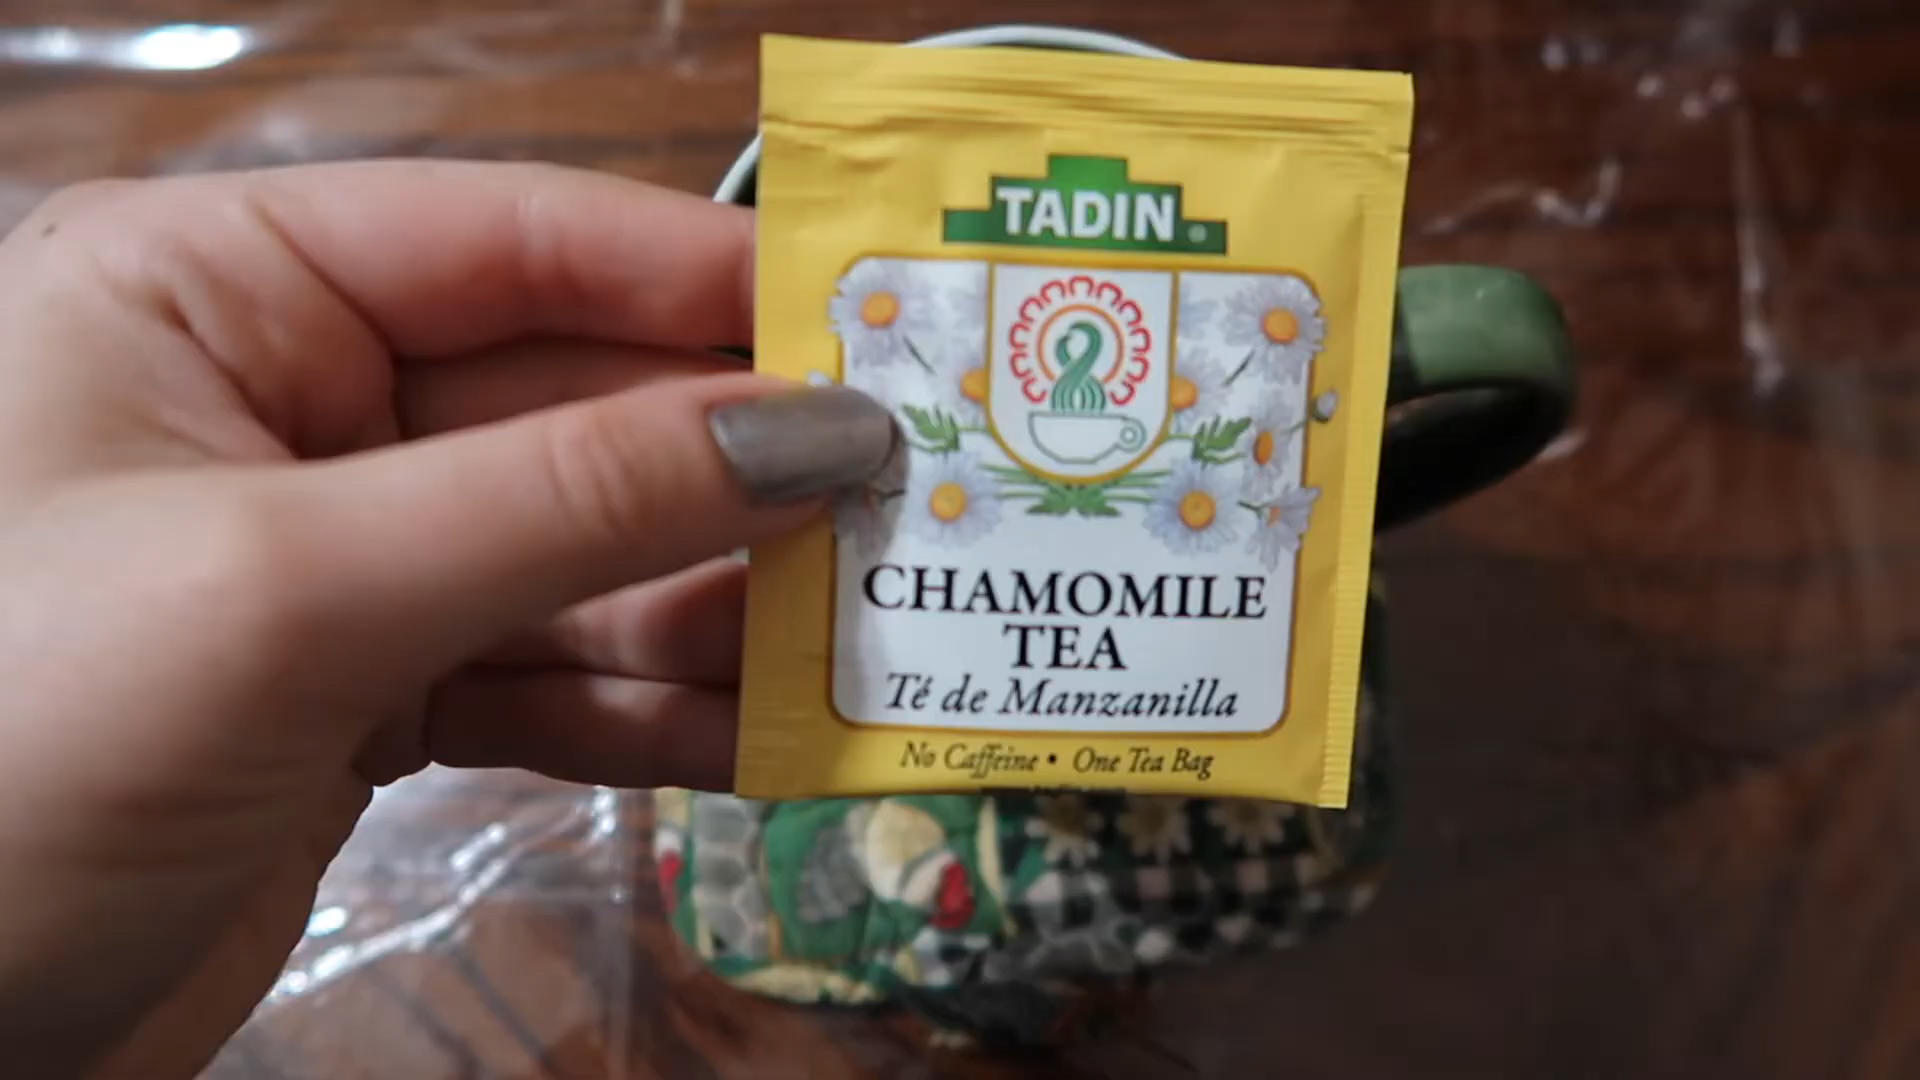 TADIN
CHAMOMILE
TEA
Té de Manzanilla
No Caffeine • One Tea Bag